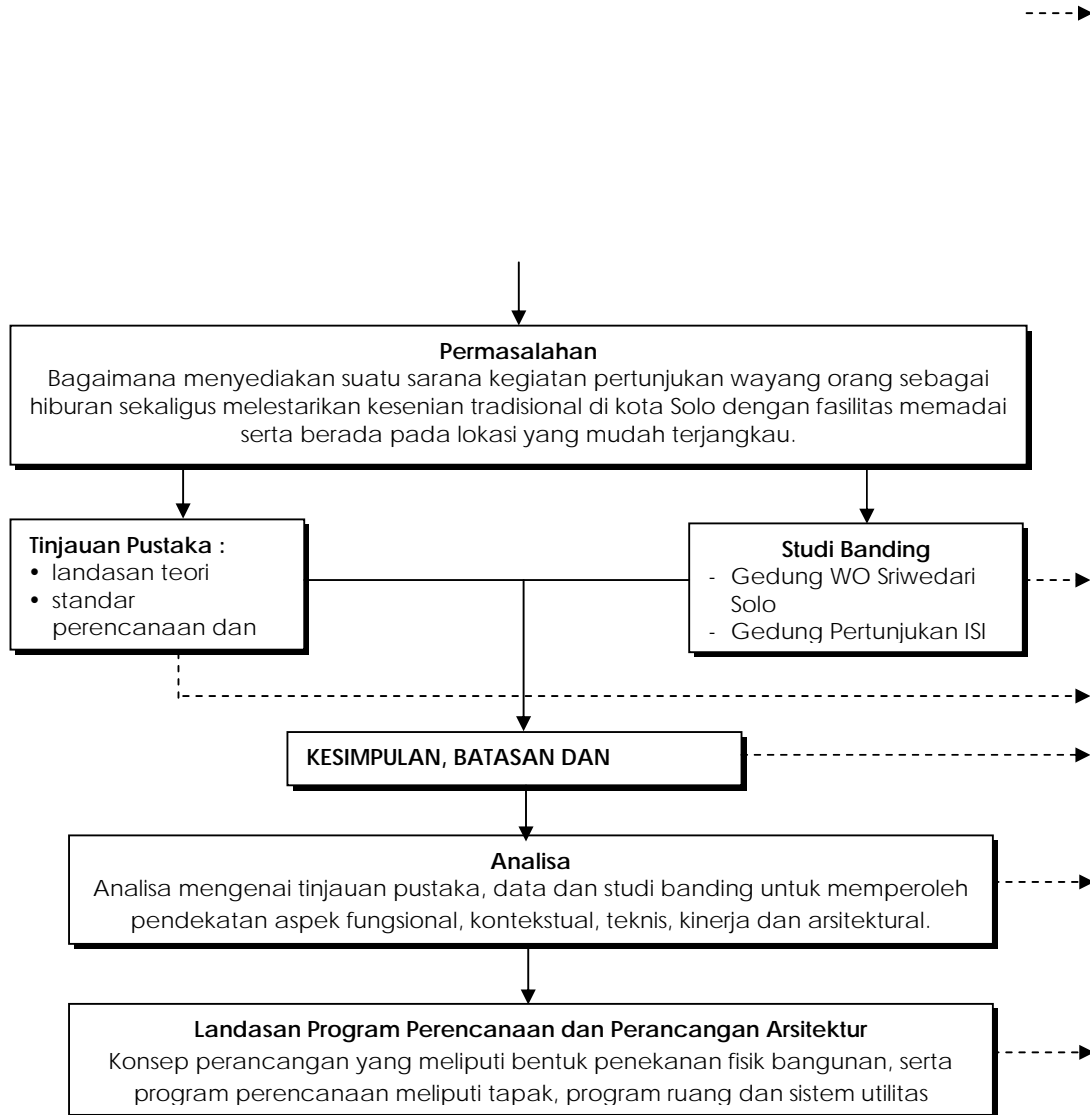 Permasalahan
Bagaimana menyediakan suatu sarana kegiatan pertunjukan wayang orang sebagai
hiburan sekaligus melestarikan kesenian tradisional di kota Solo dengan fasilitas memadai
serta berada pada lokasi yang mudah terjangkau.
Tinjauan Pustaka :
• landasan teori
• standar
perencanaan dan
Studi Banding
- Gedung WO Sriwedari
Solo
- Gedung Pertunjukan ISI
KESIMPULAN, BATASAN DAN
Analisa
Analisa mengenai tinjauan pustaka, data dan studi banding untuk memperoleh
pendekatan aspek fungsional, kontekstual, teknis, kinerja dan arsitektural.
Landasan Program Perencanaan dan Perancangan Arsitektur
Konsep perancangan yang meliputi bentuk penekanan fisik bangunan, serta
program perencanaan meliputi tapak, program ruang dan sistem utilitas